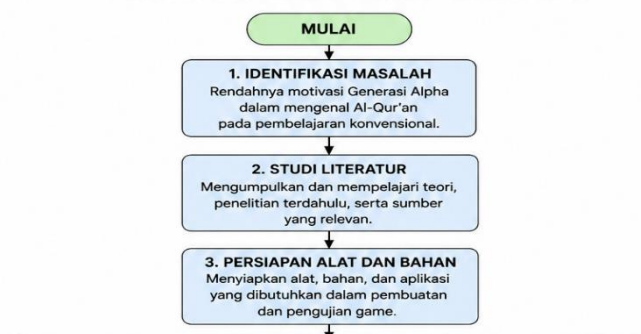 MULAI
1. IDENTIFIKASI MASALAH
Rendahnya motivasi Generasi Alpha
dalam mengenal Al-Qur'an
pada pembelajaran konvensional.
2. STUDI LITERATUR
Mengumpulkan dan mempelajari teori,
penelitian terdahulu, serta sumber
yang relevan.
3. PERSIAPAN ALAT DAN BAHAN
Menyiapkan alat, bahan, dan aplikasi
yang dibutuhkan dalam pembuatan
dan pengujian game.